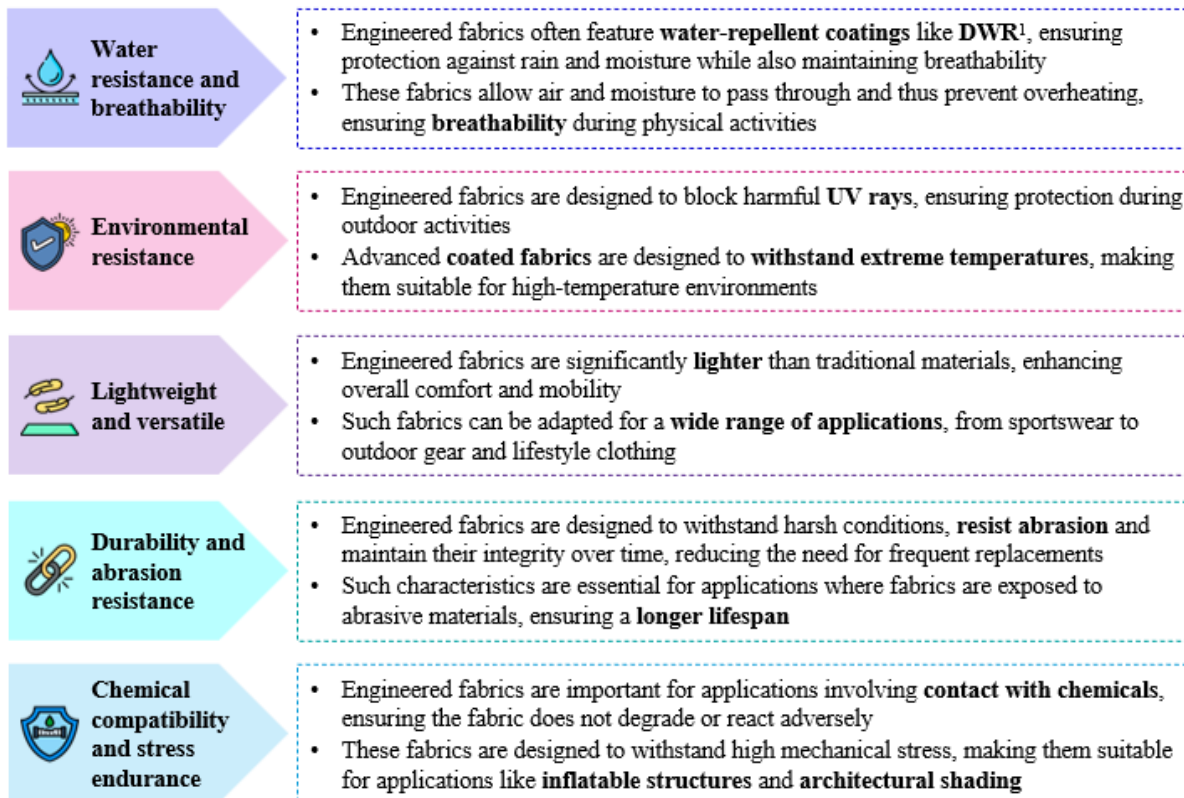 Water
resistance and
breathability
• Engineered fabrics often feature water-repellent coatings like DWR¹, ensuring
protection against rain and moisture while also maintaining breathability
• These fabrics allow air and moisture to pass through and thus prevent overheating,
ensuring breathability during physical activities
Environmental
resistance
• Engineered fabrics are designed to block harmful UV rays, ensuring protection during
outdoor activities
• Advanced coated fabrics are designed to withstand extreme temperatures, making
them suitable for high-temperature environments
Lightweight
and versatile
• Engineered fabrics are significantly lighter than traditional materials, enhancing
overall comfort and mobility
• Such fabrics can be adapted for a wide range of applications, from sportswear to
outdoor gear and lifestyle clothing
Durability and
abrasion
resistance
• Engineered fabrics are designed to withstand harsh conditions, resist abrasion and
maintain their integrity over time, reducing the need for frequent replacements
• Such characteristics are essential for applications where fabrics are exposed to
abrasive materials, ensuring a longer lifespan
Chemical
compatibility
and stress
endurance
• Engineered fabrics are important for applications involving contact with chemicals,
ensuring the fabric does not degrade or react adversely
• These fabrics are designed to withstand high mechanical stress, making them suitable
for applications like inflatable structures and architectural shading